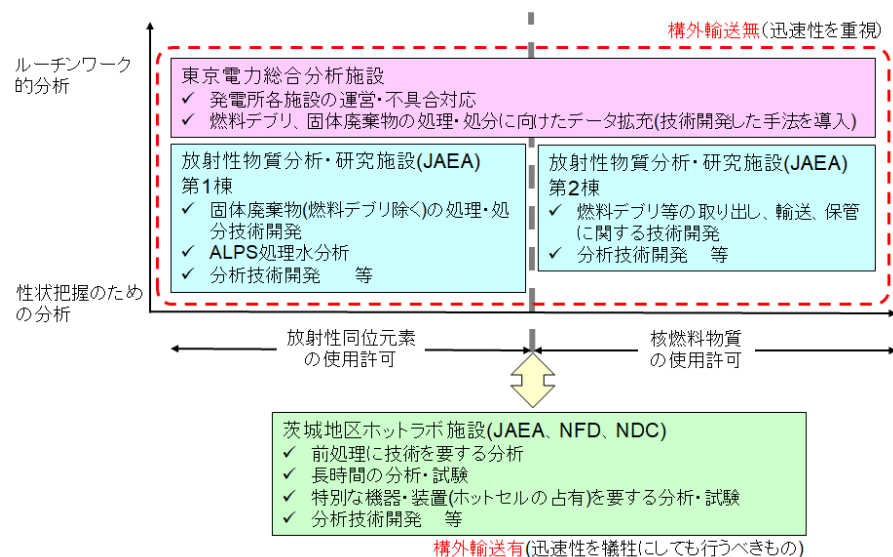 構外輸送無(迅速性を重視)
ルーチンワーク
的分析
東京電力総合分析施設
✓ 発電所各施設の運営・不具合対応
✓ 燃料デブリ、固体廃棄物の処理・処分に向けたデータ拡充(技術開発した手法を導入)
放射性物質分析・研究施設(JAEA)
第1棟
✓ 固体廃棄物(燃料デブリ除く)の処理・処
分技術開発
✓ ALPS処理水分析
✓ 分析技術開発 等
放射性物質分析・研究施設(JAEA)
第2棟
✓ 燃料デブリ等の取り出し、輸送、保管
に関する技術開発
✓ 分析技術開発 等
性状把握のため
の分析
放射性同位元素
の使用許可
核燃料物質
の使用許可
茨城地区ホットラボ施設(JAEA、NFD、NDC)
✓ 前処理に技術を要する分析
✓ 長時間の分析・試験
✓ 特別な機器・装置(ホットセルの占有)を要する分析・試験
✓ 分析技術開発 等
構外輸送有(迅速性を犠牲にしても行うべきもの)